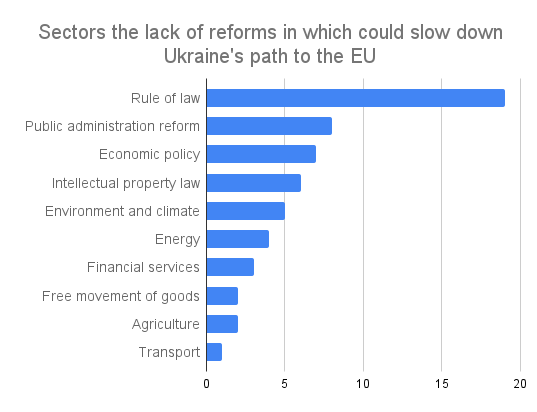 Sectors the lack of reforms in which could slow down
Ukraine's path to the EU
Rule of law
Public administration reform
Economic policy
Intellectual property law
Environment and climate
Energy
Financial services
Free movement of goods
Agriculture
Transport
0 5 10 15 20